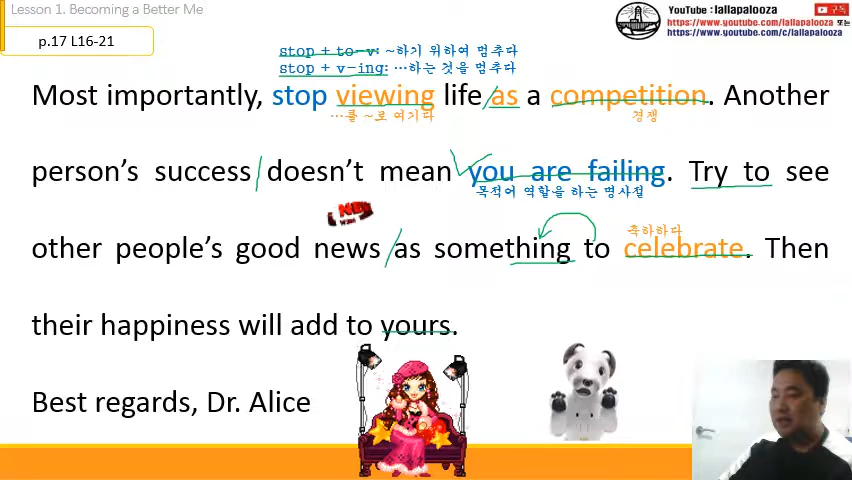 Lesson 1. Becoming a Better Me
YouTube : lallapalooza
구독
https://www.youtube.com/lallapalooza 또는
https://www.youtube.com/c/lallapalooza
p.17 L16-21
stop + to-v: ~하기 위하여 멈추다
stop + v-ing: …하는 것을 멈추다
Most importantly, stop viewing life as a competition. Another
…를 ~로 여기다
경쟁
person's success doesn't mean you are failing. Try to see
목적어 역할을 하는 명사절
NEW
축하하다
other people's good news as something to celebrate. Then
their happiness will add to yours.
Best regards, Dr. Alice